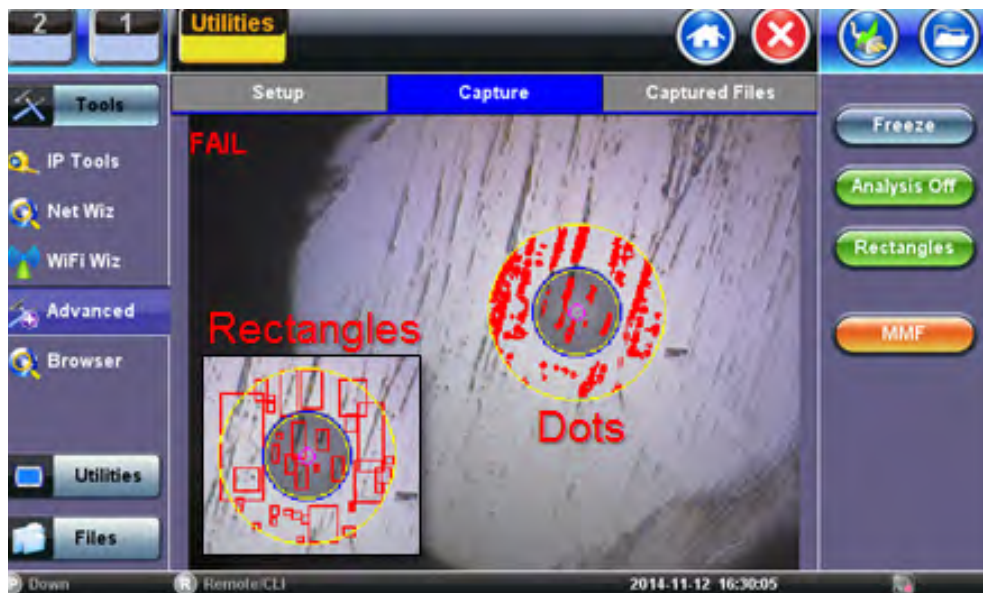 2
1
Utilities
Setup
Capture
Captured Files
Tools
IP Tools
Net Wiz
WiFi Wiz
Advanced
Browser
Utilities
Files
FAIL
Rectangles
Dots
Freeze
Analysis Off
Rectangles
MMF
P Down
R Remote/CLI
2014-11-12 16:30:05